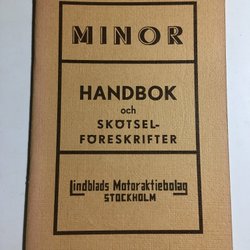 MINOR
HANDBOK
och
SKÖTSEL-
FÖRESKRIFTER
Lindblads Motoraktiebolag
STOCKHOLM